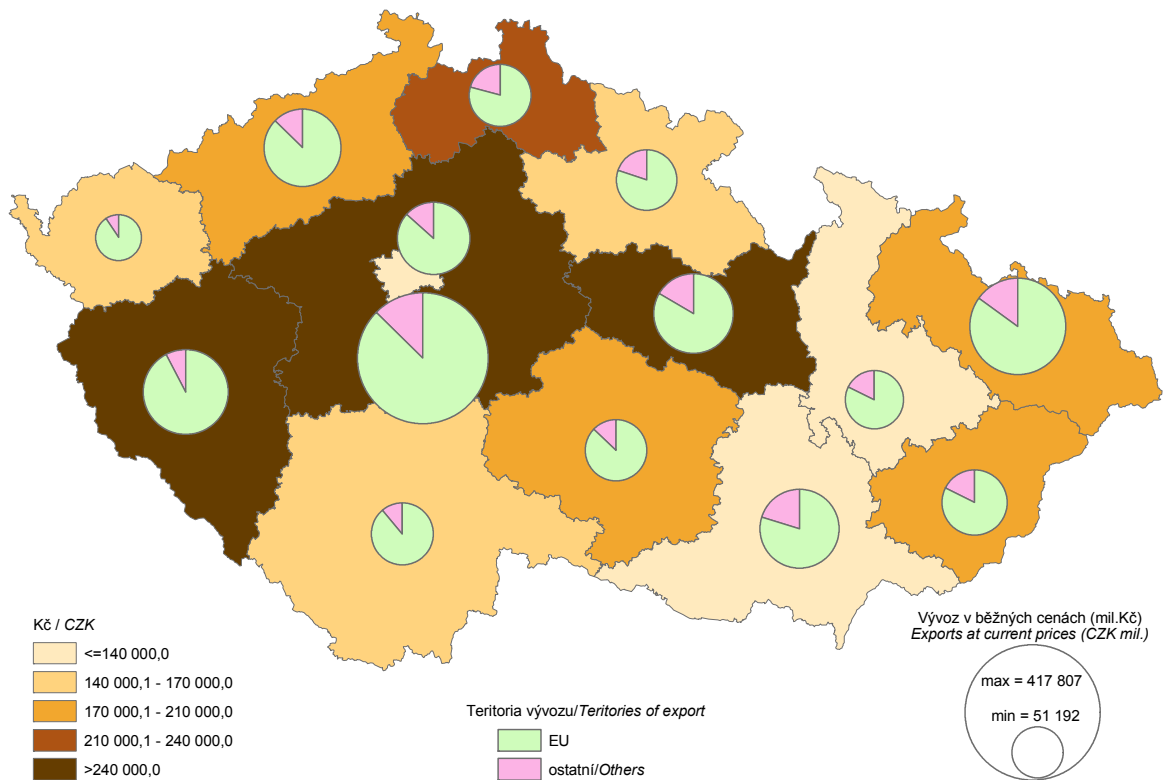 Kč / CZK
<=140 000,0
140 000,1 - 170 000,0
170 000,1 - 210 000,0
210 000,1 - 240 000,0
>240 000,0
Teritoria vývozu/Teritories of export
EU
ostatní/Others
Vývoz v běžných cenách (mil.Kč)
Exports at current prices (CZK mil.)
max = 417 807
min = 51 192